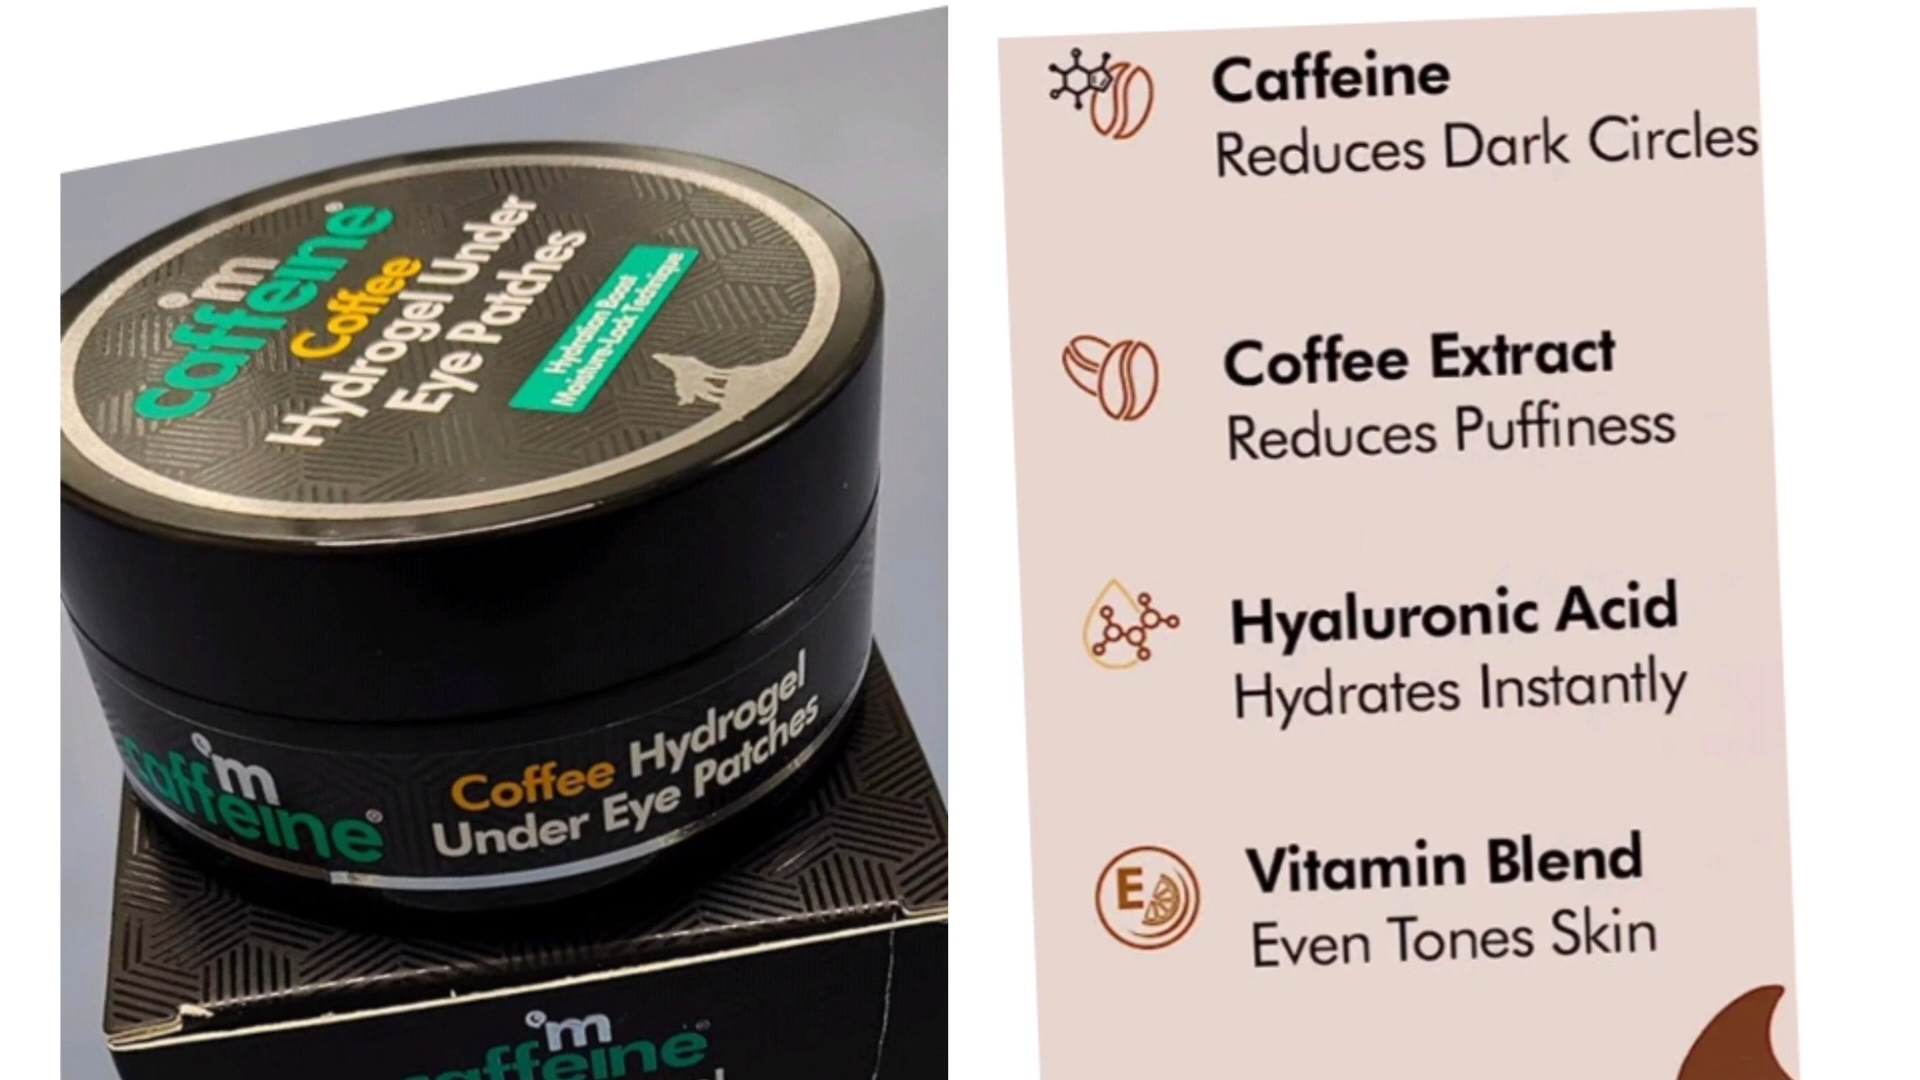 'm
caffeine®
Coffee
Hydrogel Under
Eye Patches
Hydration Boost
Moisture-Lock Technique
'm
caffeine®
Coffee Hydrogel
Under Eye Patches
'm
caffeine
Caffeine
Reduces Dark Circles
Coffee Extract
Reduces Puffiness
Hyaluronic Acid
Hydrates Instantly
E
Vitamin Blend
Even Tones Skin